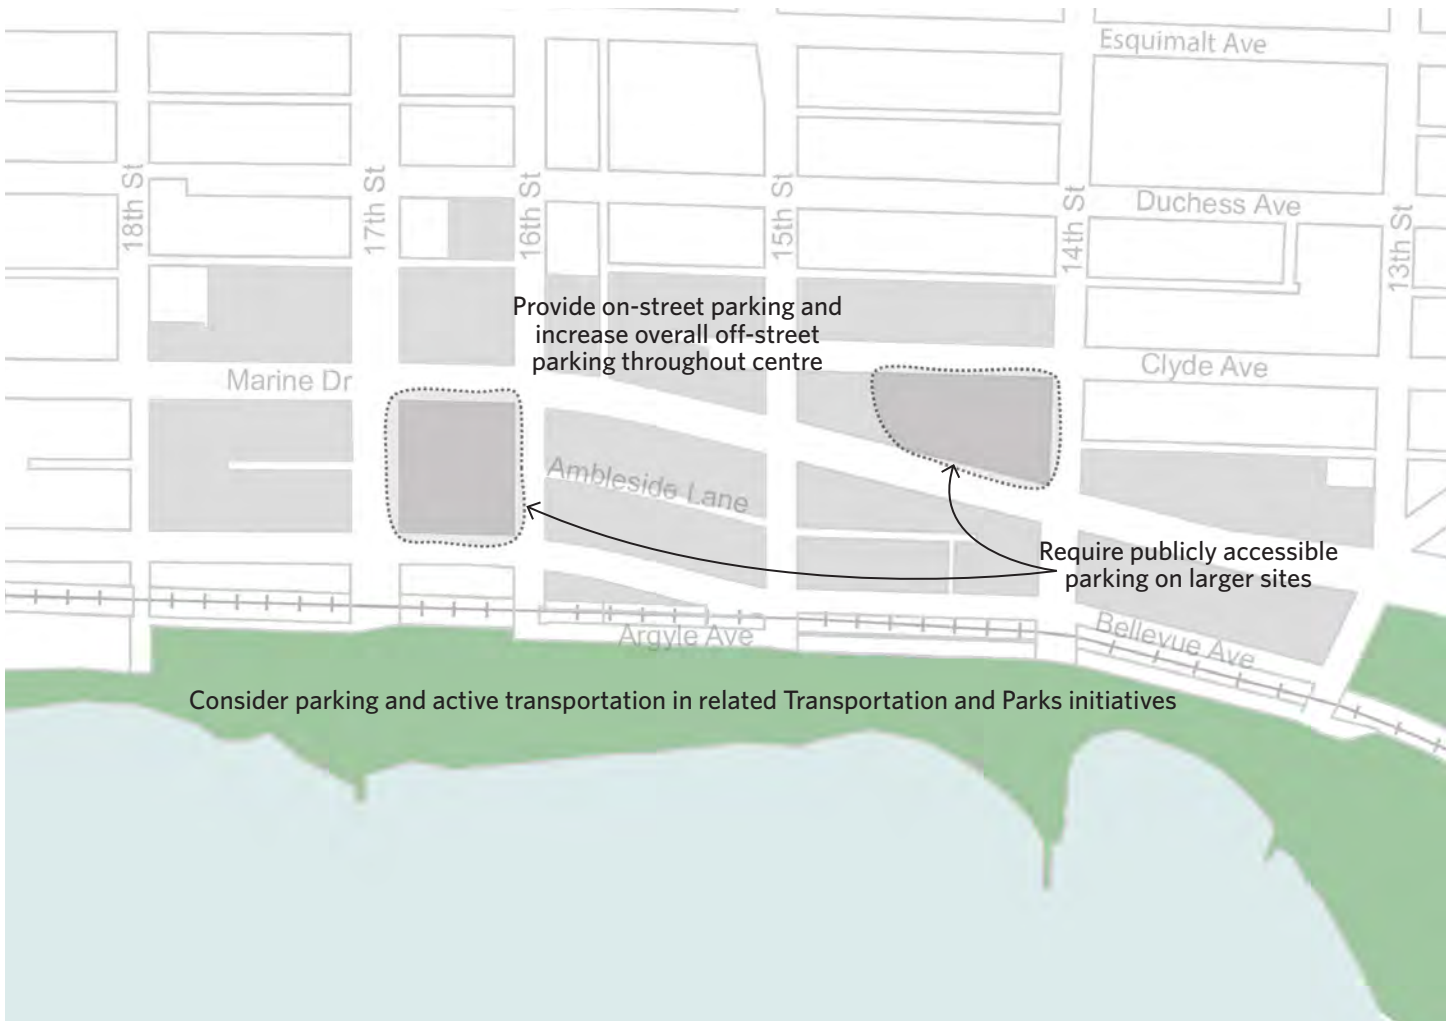 Esquimalt Ave
18th St
17th St
16th St
15th St
14th St
Duchess Ave
13th St
Provide on-street parking and
increase overall off-street
parking throughout centre
Marine Dr
Clyde Ave
Ambleside Lane
Require publicly accessible
parking on larger sites
Argyle Ave
Bellevue Ave
Consider parking and active transportation in related Transportation and Parks initiatives